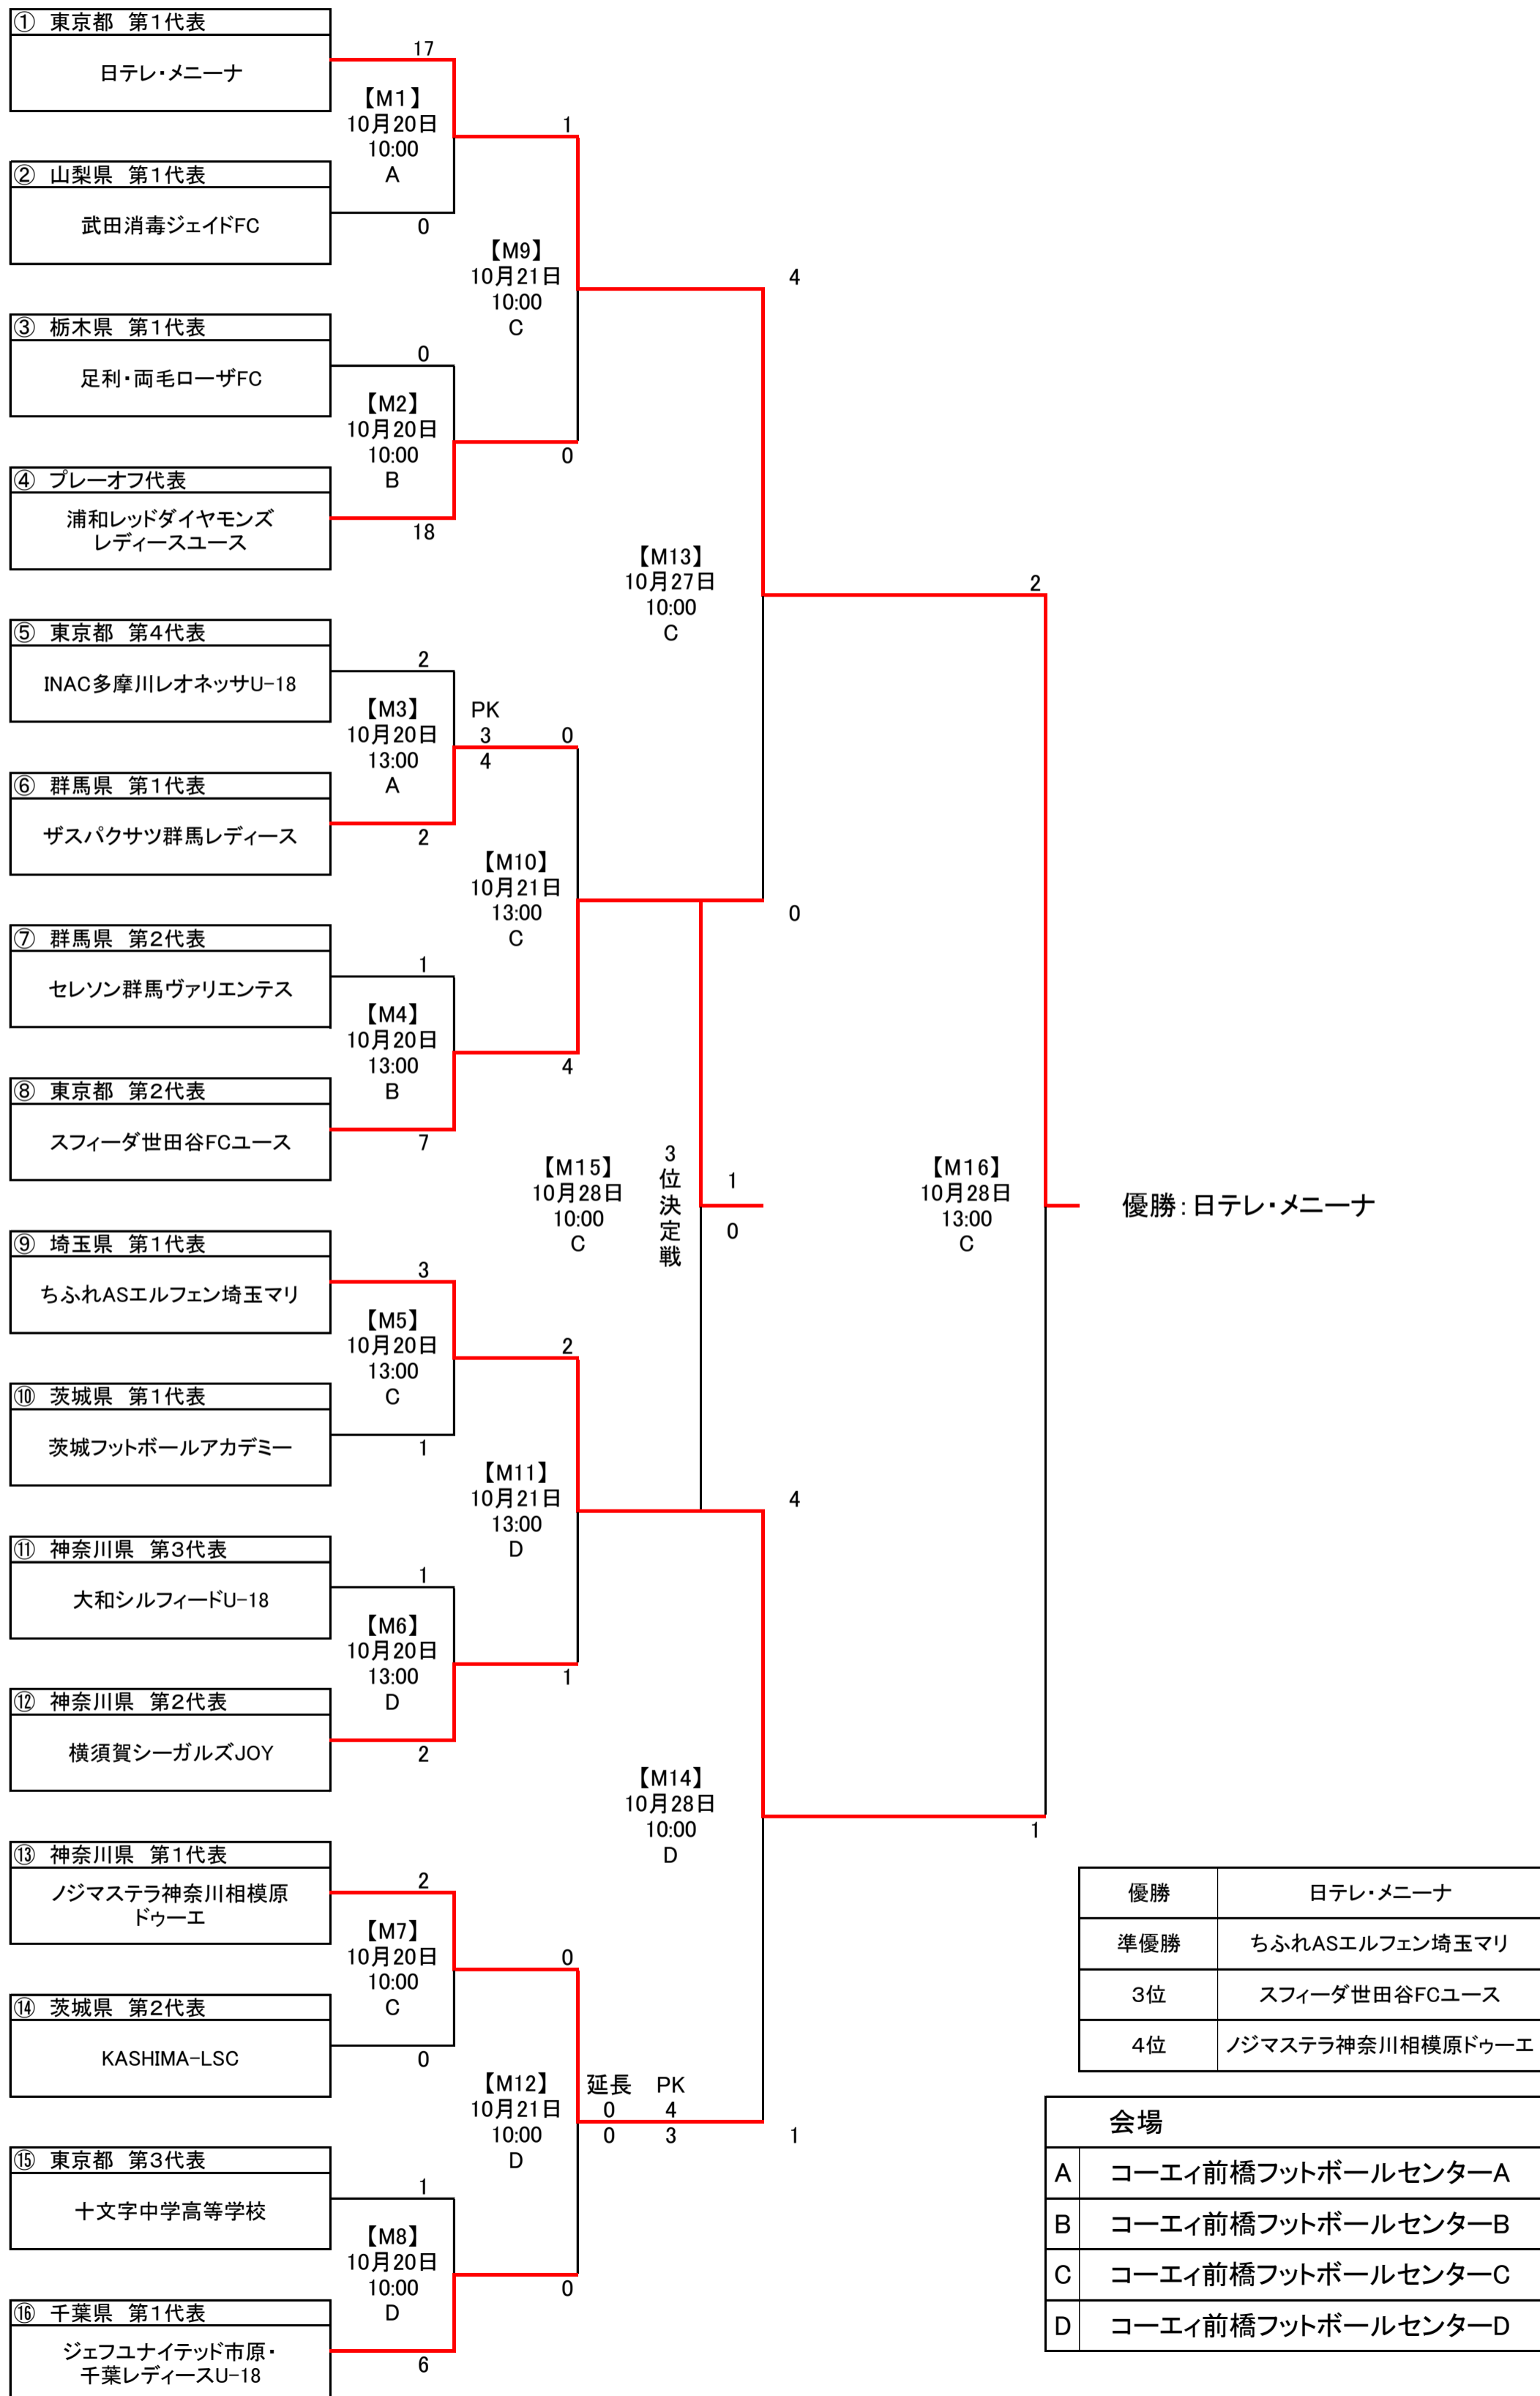 ① 東京都 第1代表
日テレ・メニーナ
17
【M1】
10月20日
10:00
A
0
② 山梨県 第1代表
武田消毒ジェイドFC
1
【M9】
10月21日
10:00
C
0
③ 栃木県 第1代表
足利・両毛ローザFC
0
【M2】
10月20日
10:00
B
18
④ プレーオフ代表
浦和レッドダイヤモンズ
レディースユース
4
【M13】
10月27日
10:00
C
0
⑤ 東京都 第4代表
INAC多摩川レオネッサU-18
2
【M3】
10月20日
13:00
A
2
PK
3
4
⑥ 群馬県 第1代表
ザスパクサツ群馬レディース
0
【M10】
10月21日
13:00
C
4
⑦ 群馬県 第2代表
セレソン群馬ヴァリエンテス
1
【M4】
10月20日
13:00
B
7
⑧ 東京都 第2代表
スフィーダ世田谷FCユース
【M15】
10月28日
10:00
C
3位決定戦
1
0
2
【M16】
10月28日
13:00
C
1
優勝:日テレ・メニーナ
⑨ 埼玉県 第1代表
ちふれASエルフェン埼玉マリ
3
【M5】
10月20日
13:00
C
1
⑩ 茨城県 第1代表
茨城フットボールアカデミー
2
【M11】
10月21日
13:00
D
1
⑪ 神奈川県 第3代表
大和シルフィードU-18
1
【M6】
10月20日
13:00
D
2
⑫ 神奈川県 第2代表
横須賀シーガルズJOY
4
【M14】
10月28日
10:00
D
1
⑬ 神奈川県 第1代表
ノジマステラ神奈川相模原
ドゥーエ
2
【M7】
10月20日
10:00
C
0
⑭ 茨城県 第2代表
KASHIMA-LSC
0
【M12】
10月21日
10:00
D
0
延長 PK
0 4
0 3
⑮ 東京都 第3代表
十文字中学高等学校
1
【M8】
10月20日
10:00
D
6
⑯ 千葉県 第1代表
ジェフユナイテッド市原・
千葉レディースU-18
優勝 日テレ・メニーナ
準優勝 ちふれASエルフェン埼玉マリ
3位 スフィーダ世田谷FCユース
4位 ノジマステラ神奈川相模原ドゥーエ
会場
A コーエィ前橋フットボールセンターA
B コーエィ前橋フットボールセンターB
C コーエィ前橋フットボールセンターC
D コーエィ前橋フットボールセンターD